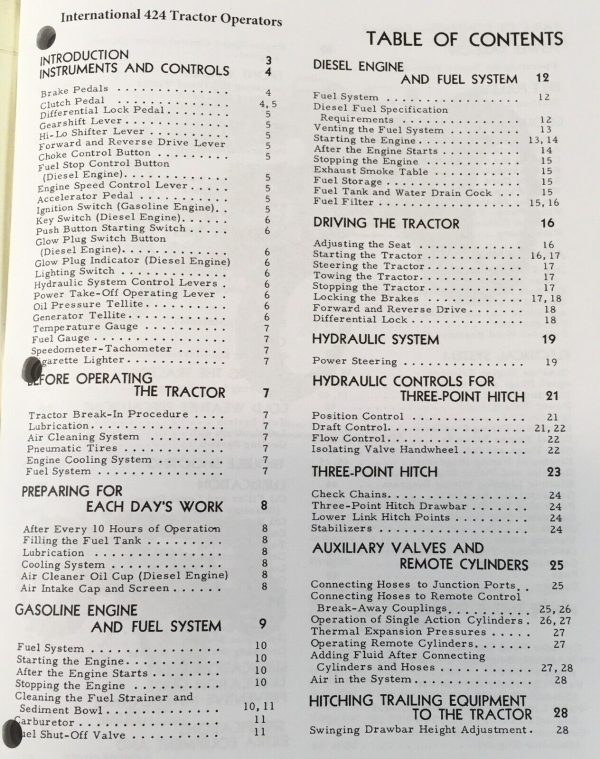 International 424 Tractor Operators
TABLE OF CONTENTS
INTRODUCTION 3
INSTRUMENTS AND CONTROLS 4
Brake Pedals . . . . . . . . . . . . . 4
Clutch Pedal . . . . . . . . . . . . . 4, 5
Differential Lock Pedal . . . . . . . . 5
Gearshift Lever . . . . . . . . . . . . 5
Hi-Lo Shifter Lever . . . . . . . . . . 5
Forward and Reverse Drive Lever 5
Choke Control Button . . . . . . . . . 5
Fuel Stop Control Button
(Diesel Engine) . . . . . . . . . . . . 5
Engine Speed Control Lever . . . . . 5
Accelerator Pedal . . . . . . . . . . . 5
Ignition Switch (Gasoline Engine) . . 5
Key Switch (Diesel Engine) . . . . . . 5
Push Button Starting Switch . . . . . 5
Glow Plug Switch Button
(Diesel Engine) . . . . . . . . . . . . 6
Glow Plug Indicator (Diesel Engine) 6
Lighting Switch . . . . . . . . . . . . 6
Hydraulic System Control Levers . 6
Power Take-Off Operating Lever . 6
Oil Pressure Tellite . . . . . . . . . . 6
Generator Tellite . . . . . . . . . . . 6
Temperature Gauge . . . . . . . . . . 7
Fuel Gauge . . . . . . . . . . . . . . 7
Speedometer-Tachometer . . . . . . 7
garette Lighter . . . . . . . . . . . . 7
EFORE OPERATING
THE TRACTOR 7
Tractor Break-In Procedure . . . . 7
Lubrication . . . . . . . . . . . . . . 7
Air Cleaning System . . . . . . . . . 7
Pneumatic Tires . . . . . . . . . . . 7
Engine Cooling System . . . . . . . 7
Fuel System . . . . . . . . . . . . . 7
PREPARING FOR
EACH DAY'S WORK 8
After Every 10 Hours of Operation 8
Filling the Fuel Tank . . . . . . . . . 8
Lubrication . . . . . . . . . . . . . . 8
Cooling System . . . . . . . . . . . . 8
Air Cleaner Oil Cup (Diesel Engine) 8
Air Intake Cap and Screen . . . . . . 8
GASOLINE ENGINE
AND FUEL SYSTEM 9
Fuel System . . . . . . . . . . . . . 10
Starting the Engine . . . . . . . . . . 10
After the Engine Starts . . . . . . . . 10
Stopping the Engine . . . . . . . . . 10
Cleaning the Fuel Strainer and
Sediment Bowl . . . . . . . . . . . . 10, 11
Carburetor . . . . . . . . . . . . . . 11
uel Shut-Off Valve . . . . . . . . . . 11
DIESEL ENGINE
AND FUEL SYSTEM 12
Fuel System . . . . . . . . . . . . . . 12
Diesel Fuel Specification
Requirements . . . . . . . . . . . . 12
Venting the Fuel System . . . . . . . 13
Starting the Engine . . . . . . . . . . 13, 14
After the Engine Starts . . . . . . . . 14
Stopping the Engine . . . . . . . . . . 15
Exhaust Smoke Table . . . . . . . . . 15
Fuel Storage . . . . . . . . . . . . . . 15
Fuel Tank and Water Drain Cock . . . 15
Fuel Filter . . . . . . . . . . . . . . . 15, 16
DRIVING THE TRACTOR 16
Adjusting the Seat . . . . . . . . . . . 16
Starting the Tractor . . . . . . . . . . 16, 17
Steering the Tractor . . . . . . . . . . 17
Towing the Tractor . . . . . . . . . . . 17
Stopping the Tractor . . . . . . . . . . 17
Locking the Brakes . . . . . . . . . . . 17, 18
Forward and Reverse Drive . . . . . . 18
Differential Lock . . . . . . . . . . . . 18
HYDRAULIC SYSTEM 19
Power Steering . . . . . . . . . . . . . 19
HYDRAULIC CONTROLS FOR
THREE-POINT HITCH 21
Position Control . . . . . . . . . . . . 21
Draft Control . . . . . . . . . . . . . . 21, 22
Flow Control . . . . . . . . . . . . . . 22
Isolating Valve Handwheel . . . . . . . 22
THREE-POINT HITCH 23
Check Chains . . . . . . . . . . . . . . 24
Three-Point Hitch Drawbar . . . . . . 24
Lower Link Hitch Points . . . . . . . . 24
Stabilizers . . . . . . . . . . . . . . . 24
AUXILIARY VALVES AND
REMOTE CYLINDERS 25
Connecting Hoses to Junction Ports . . 25
Connecting Hoses to Remote Control
Break-Away Couplings . . . . . . . . . 25, 26
Operation of Single Action Cylinders . 26, 27
Thermal Expansion Pressures . . . . 27
Operating Remote Cylinders . . . . . . 27
Adding Fluid After Connecting
Cylinders and Hoses . . . . . . . . . . 27, 28
Air in the System . . . . . . . . . . . . 28
HITCHING TRAILING EQUIPMENT
TO THE TRACTOR 28
Swinging Drawbar Height Adjustment . 28